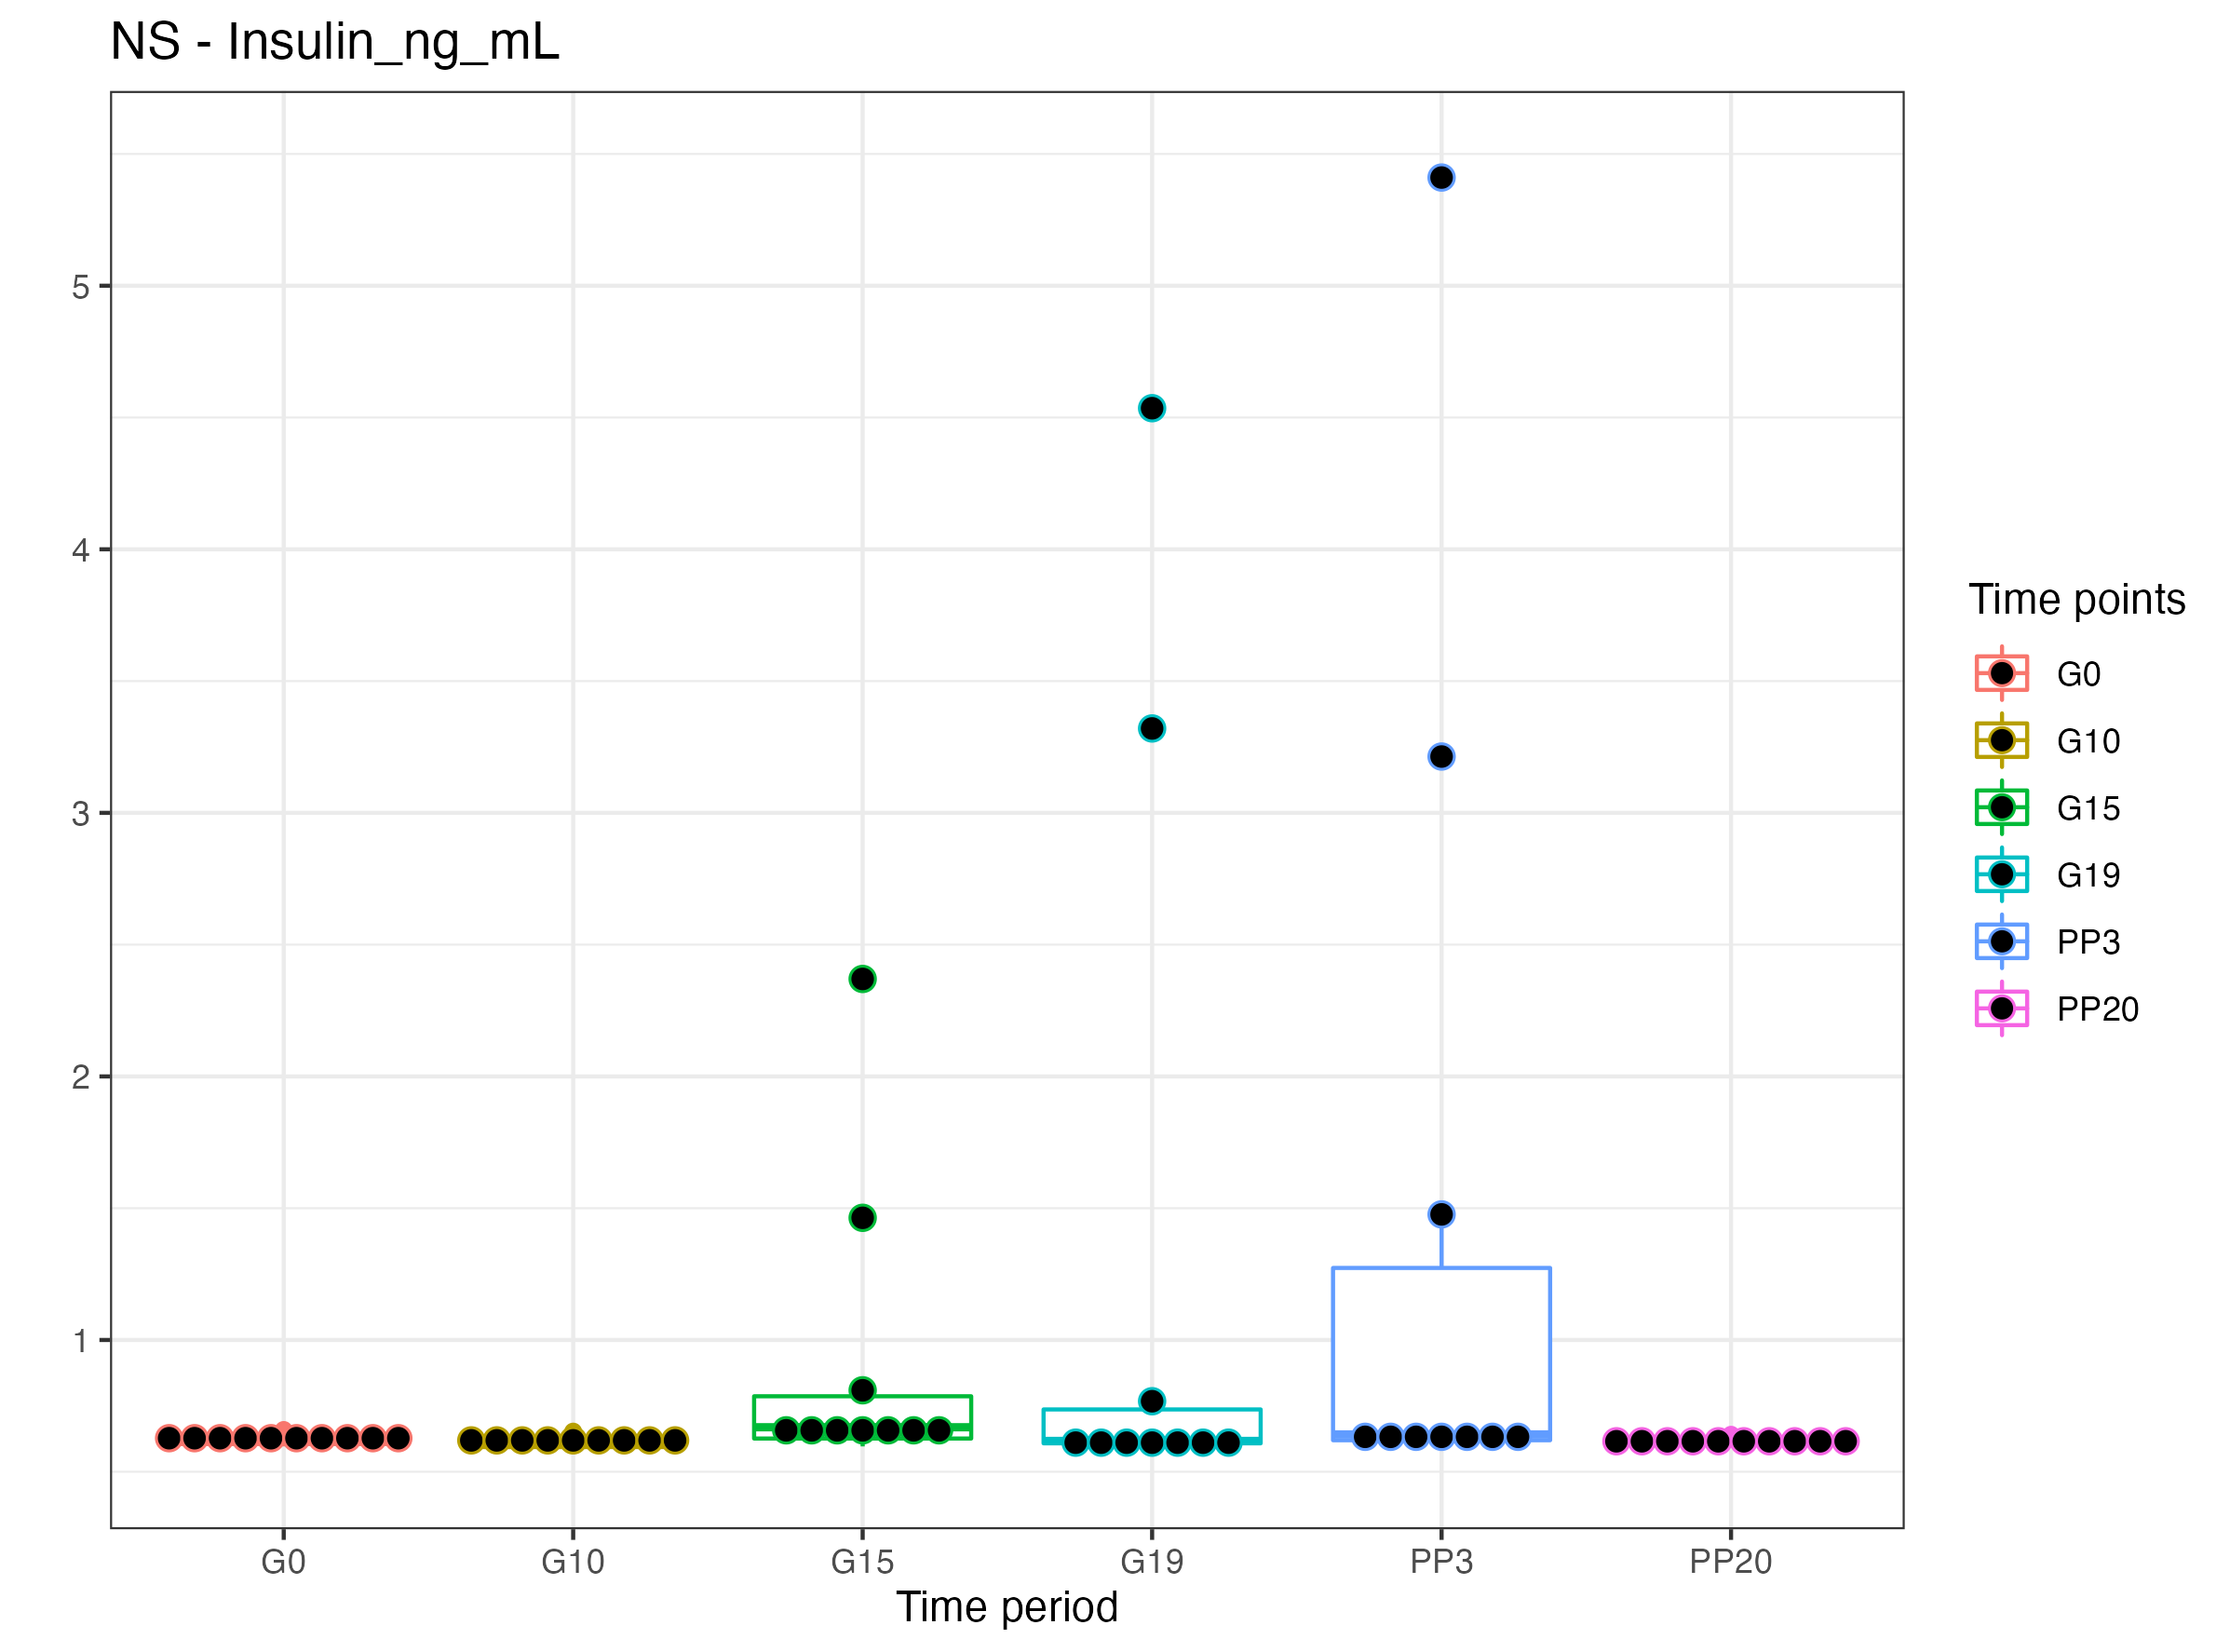 NS - Insulin_ng_mL
5
4
3
2
1
G0 G10 G15 G19 PP3 PP20
Time period
Time points
G0
G10
G15
G19
PP3
PP20